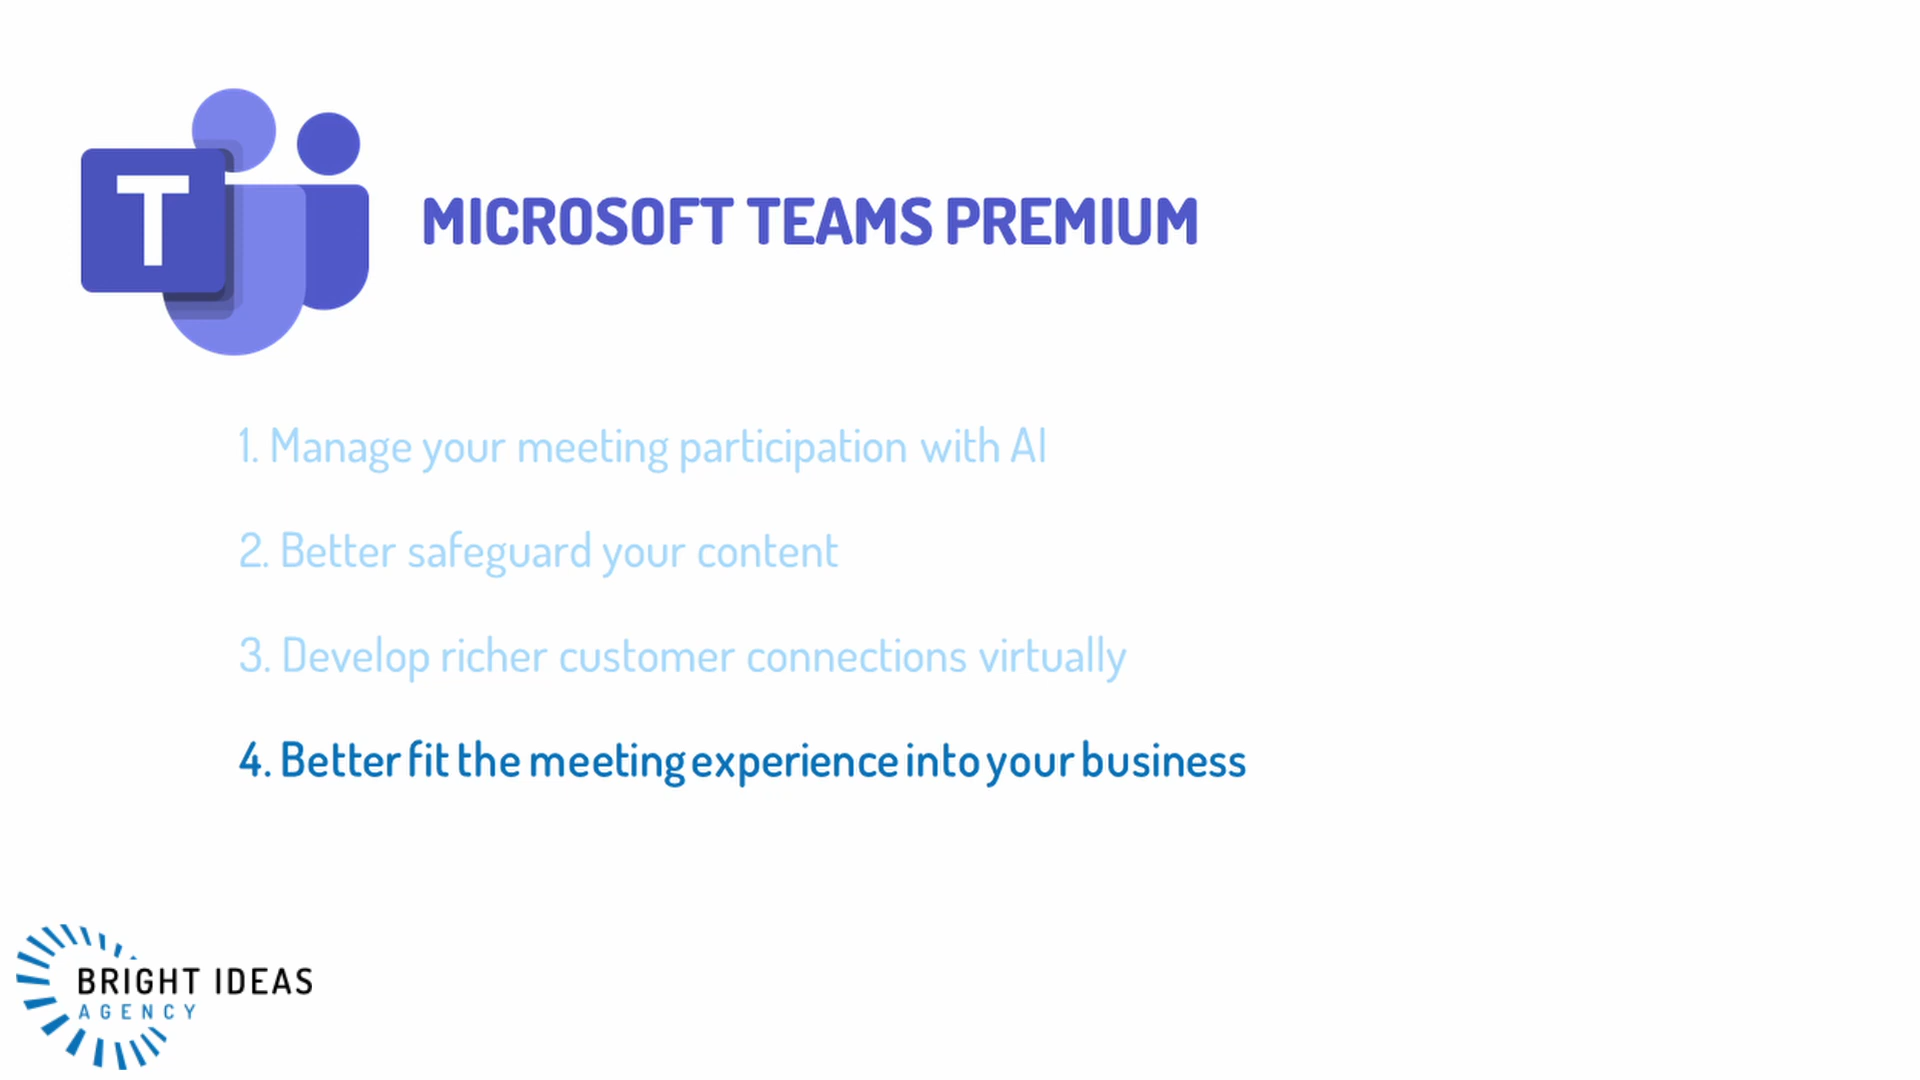 T
MICROSOFT TEAMS PREMIUM
1. Manage your meeting participation with AI
2. Better safeguard your content
3. Develop richer customer connections virtually
4. Better fit the meeting experience into your business
BRIGHT IDEAS
AGENCY